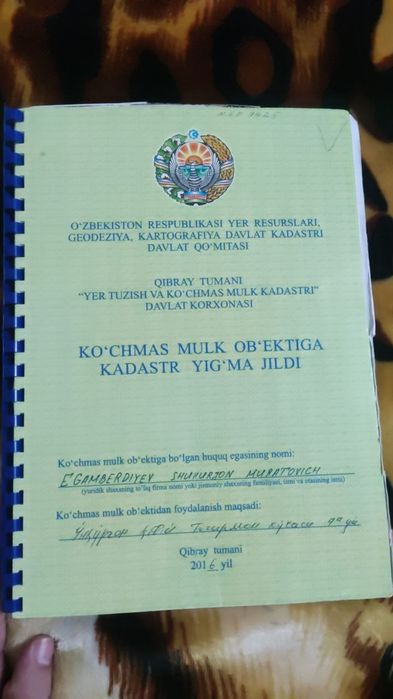 O‘ZBEKISTON RESPUBLIKASI YER RESURSLARI,
GEODEZIYA, KARTOGRAFIYA DAVLAT KADASTRI
DAVLAT QO‘MITASI
QIBRAY TUMANI
“YER TUZISH VA KO‘CHMAS MULK KADASTRI”
DAVLAT KORXONASI
KO‘CHMAS MULK OB‘EKTIGA
KADASTR YIG‘MA JILDI
Ko‘chmas mulk ob‘ektiga bo‘lgan huquq egasining nomi:
EGAMBERDIYEV SHUHURJON MURATOVICH
(yuridik shaxsning to‘liq firma nomi yoki jismoniy shaxsning familiyasi, ismi va otasining ismi)
Ko‘chmas mulk ob‘ektidan foydalanish maqsadi:
Қўрғон ҚФЙ кўчаси
Qibray tumani
2016 yil